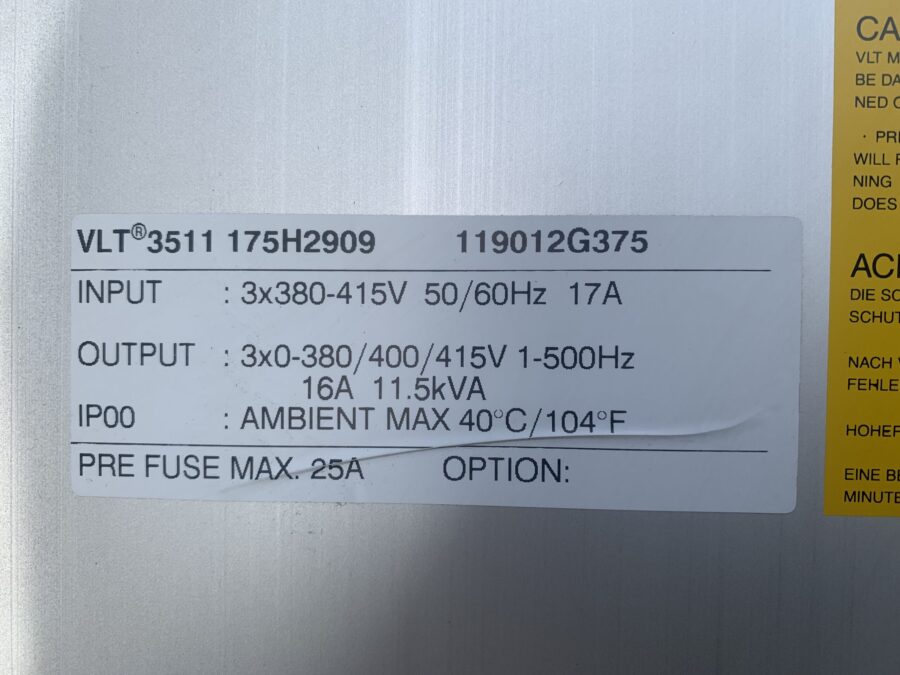 VLT®3511 175H2909 119012G375
INPUT : 3x380-415V 50/60Hz 17A
OUTPUT : 3x0-380/400/415V 1-500Hz
16A 11.5kVA
IP00 : AMBIENT MAX 40°C/104°F
PRE FUSE MAX. 25A OPTION:
CA
VLT M
BE DA
NED
· PRE
WILL
NING
DOES
AC
DIE SC
SCHUT
NACH
FEHLE
HOHER
EINE BE
MINUTE